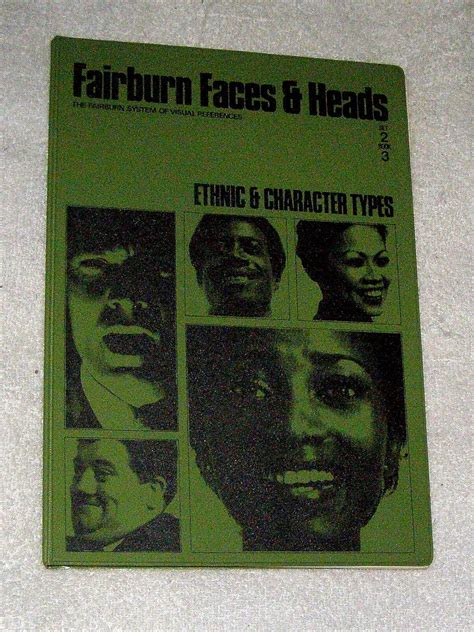 Fairburn Faces & Heads
THE FAIRBURN SYSTEM OF VISUAL REFERENCES
SET
2
BOOK
3
ETHNIC & CHARACTER TYPES